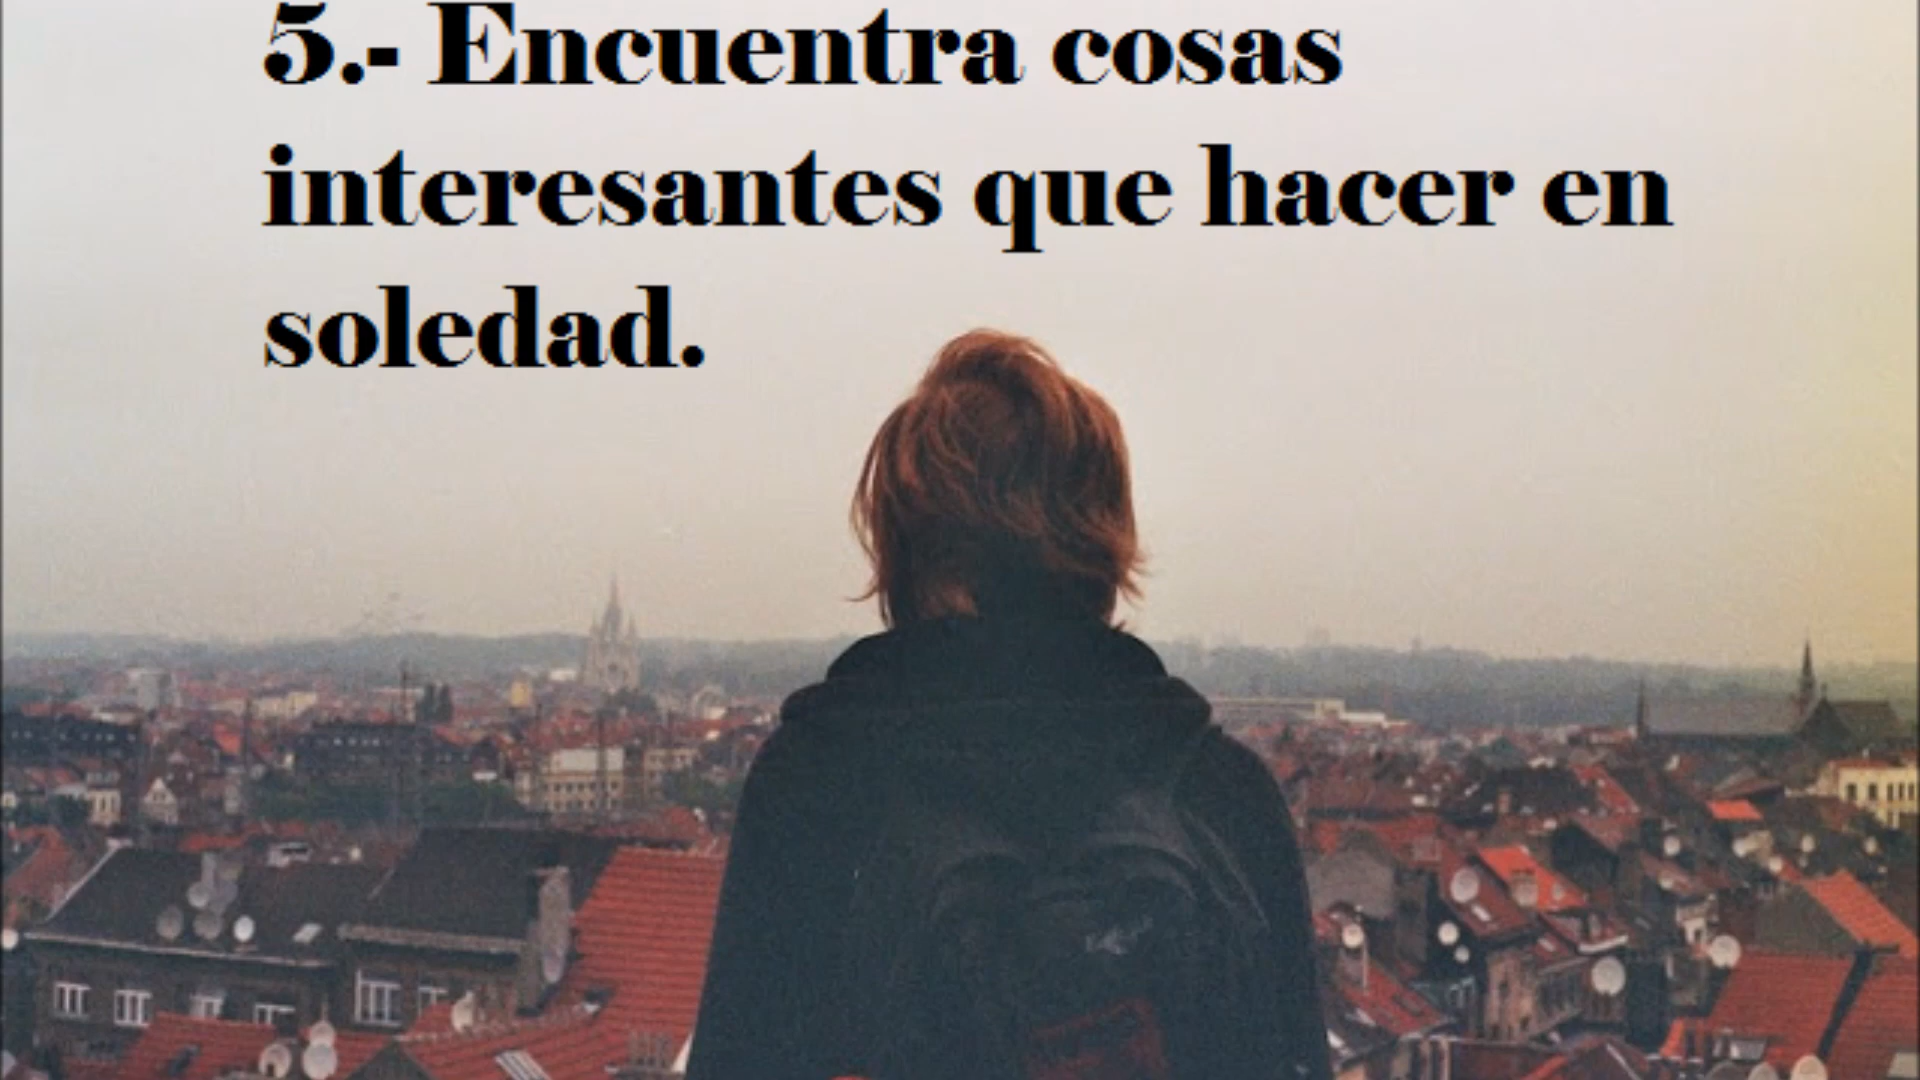 5.- Encuentra cosas
interesantes que hacer en
soledad.